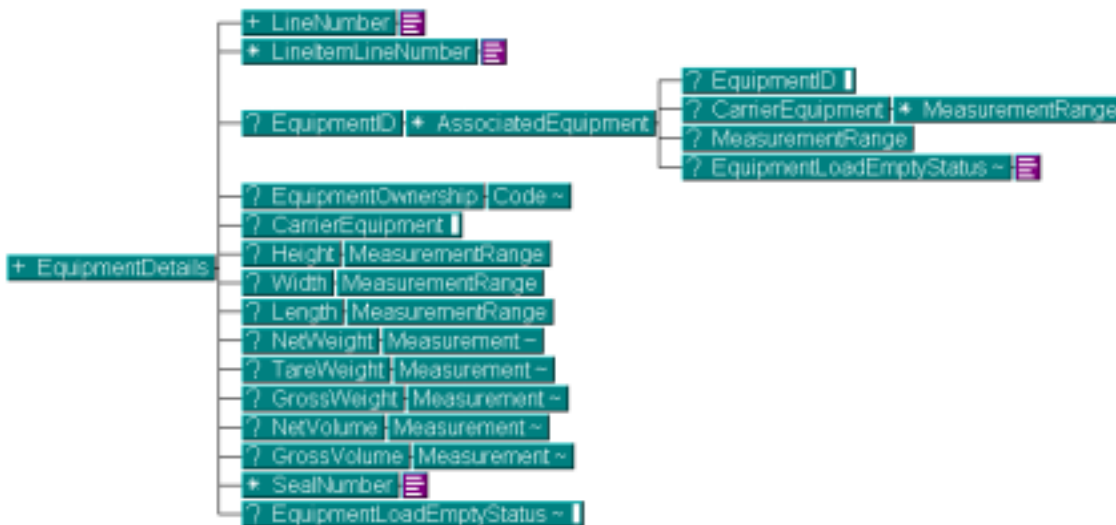 + LineNumber
* LineItemLineNumber
? EquipmentID * AssociatedEquipment
? EquipmentID
? CarrierEquipment * MeasurementRange
? MeasurementRange
? EquipmentLoadEmptyStatus ~
? EquipmentOwnership Code ~
? CarrierEquipment
+ EquipmentDetails
? Height MeasurementRange
? Width MeasurementRange
? Length MeasurementRange
? NetWeight Measurement ~
? TareWeight Measurement ~
? GrossWeight Measurement ~
? NetVolume Measurement ~
? GrossVolume Measurement ~
* SealNumber
? EquipmentLoadEmptyStatus ~